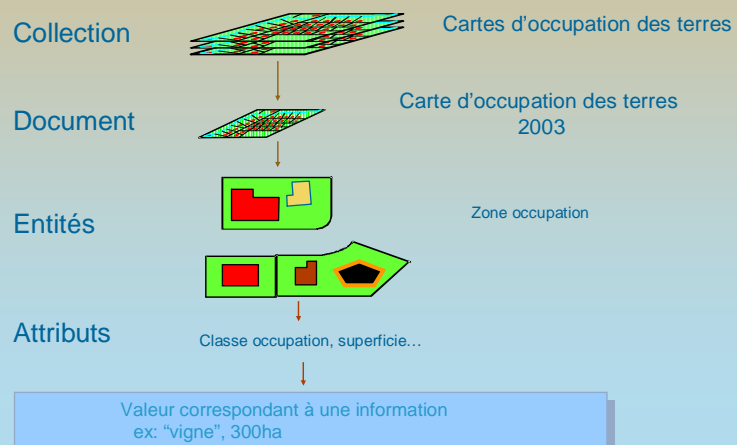 Collection
Cartes d'occupation des terres
Document
Carte d'occupation des terres
2003
Entités
Zone occupation
Attributs
Classe occupation, superficie…
Valeur correspondant à une information
ex: “vigne”, 300ha